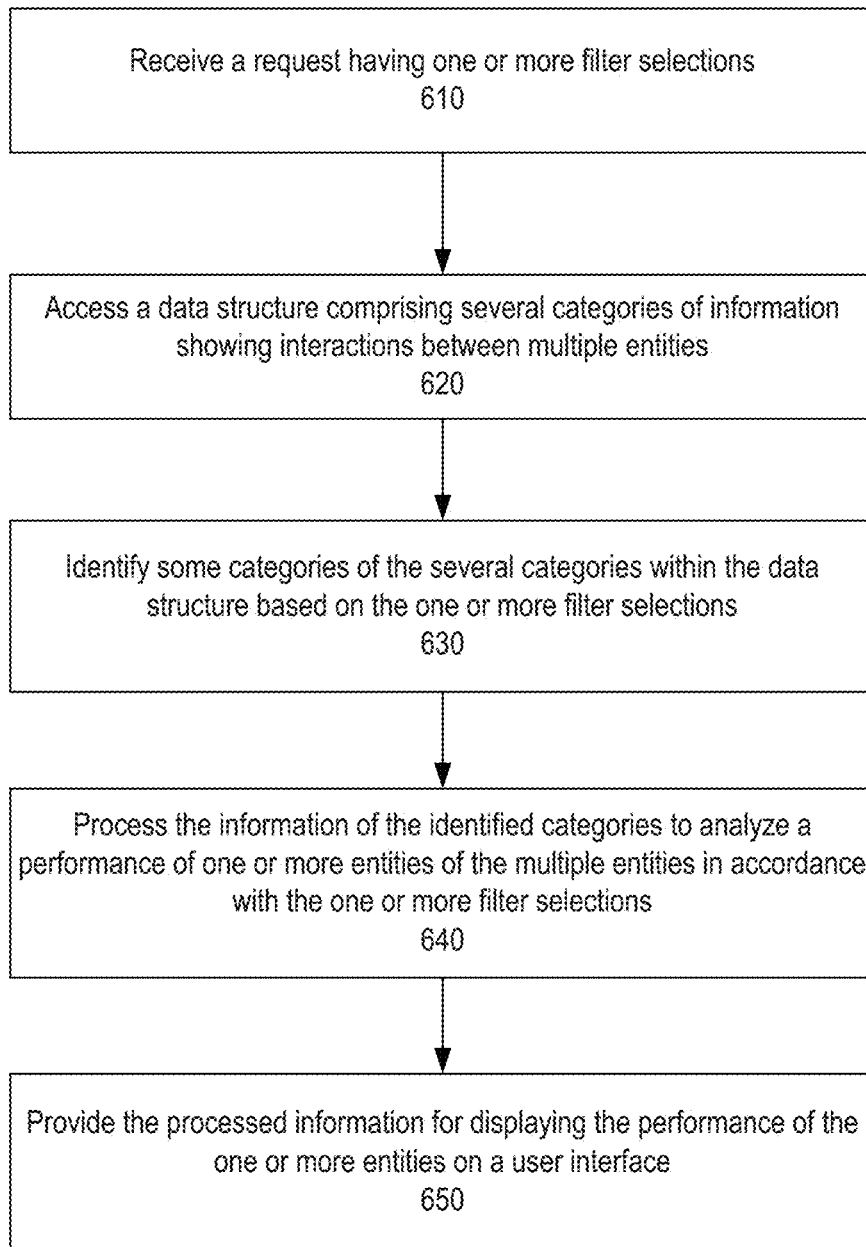 Receive a request having one or more filter selections
610
Access a data structure comprising several categories of information
showing interactions between multiple entities
620
Identify some categories of the several categories within the data
structure based on the one or more filter selections
630
Process the information of the identified categories to analyze a
performance of one or more entities of the multiple entities in accordance
with the one or more filter selections
640
Provide the processed information for displaying the performance of the
one or more entities on a user interface
650